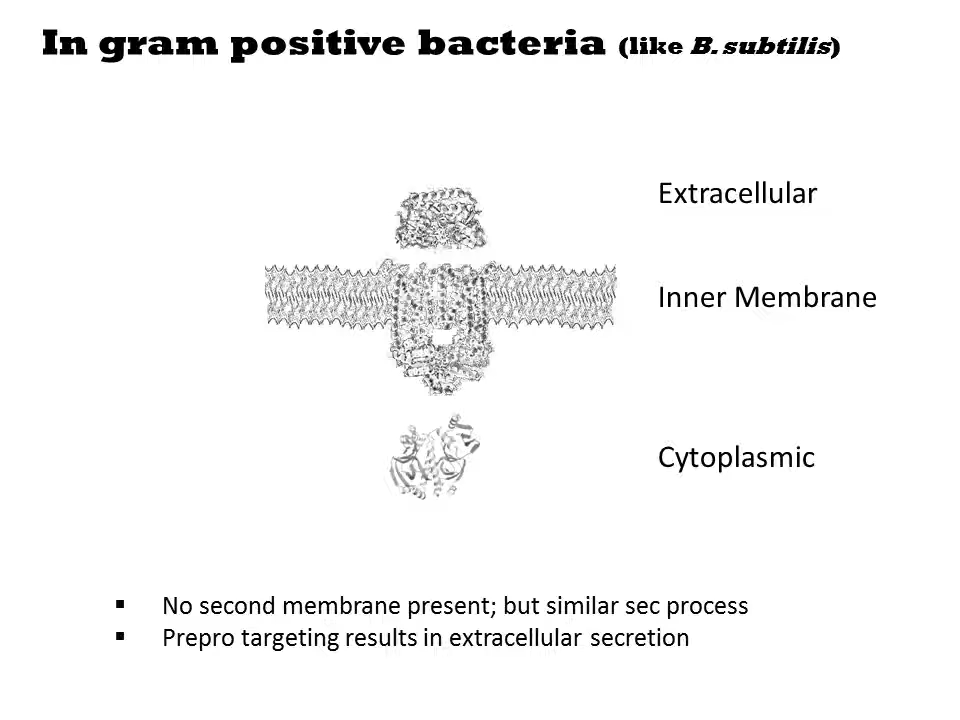 In gram positive bacteria (like B. subtilis)
Extracellular
Inner Membrane
Cytoplasmic
▪ No second membrane present; but similar sec process
▪ Prepro targeting results in extracellular secretion